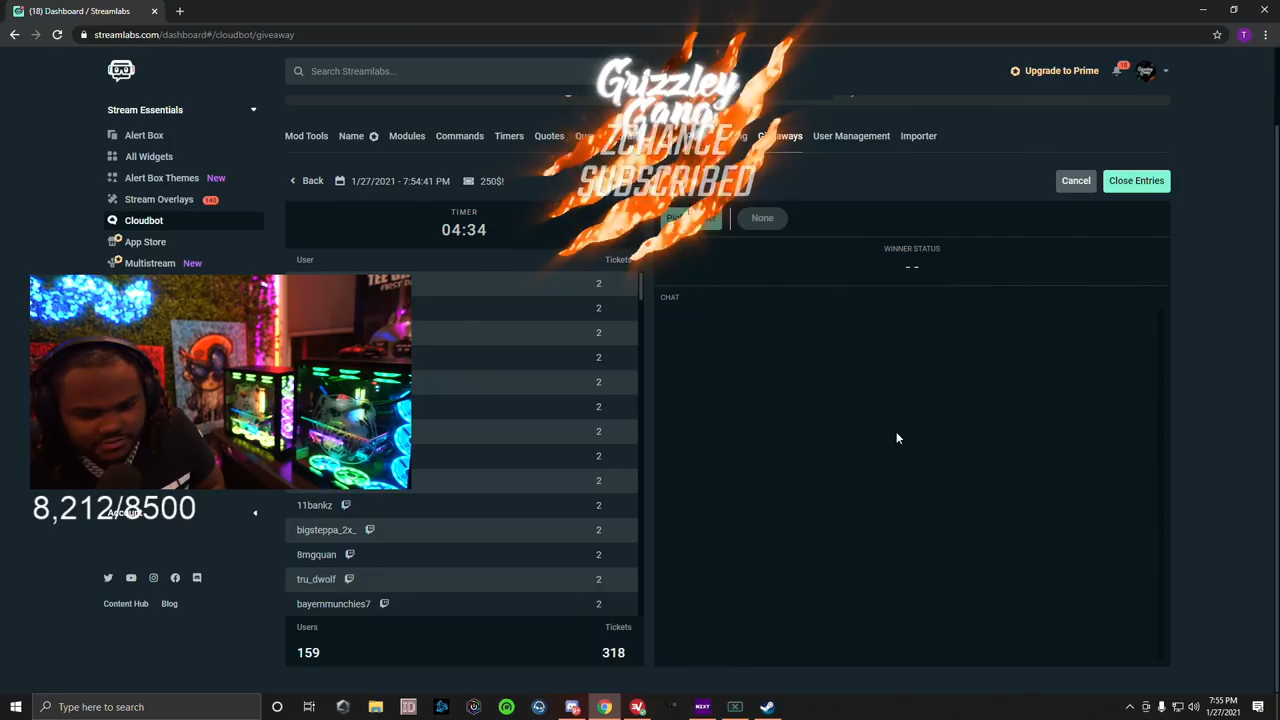 (18) Dashboard / Streamlabs
streamlabs.com/dashboard#/cloudbot/giveaway
T
Search Streamlabs...
Upgrade to Prime
18
Grizzley
Gang
ZCHANCE
SUBSCRIBED
Stream Essentials
Alert Box
All Widgets
Alert Box Themes New
Stream Overlays 140
Cloudbot
App Store
Multistream New
Mod Tools Name Modules Commands Timers Quotes Giveaways User Management Importer
Back 1/27/2021 - 7:54:41 PM 250$!
Cancel Close Entries
TIMER
04:34
None
WINNER STATUS
--
User Tickets
CHAT
2
2
2
2
2
2
2
2
2
11bankz 2
bigsteppa_2x_ 2
8mgquan 2
tru_dwolf 2
bayernmunchies7 2
Users Tickets
159 318
8,212/8500
Account
Content Hub Blog
Type here to search
N2XT
7:55 PM
1/27/2021